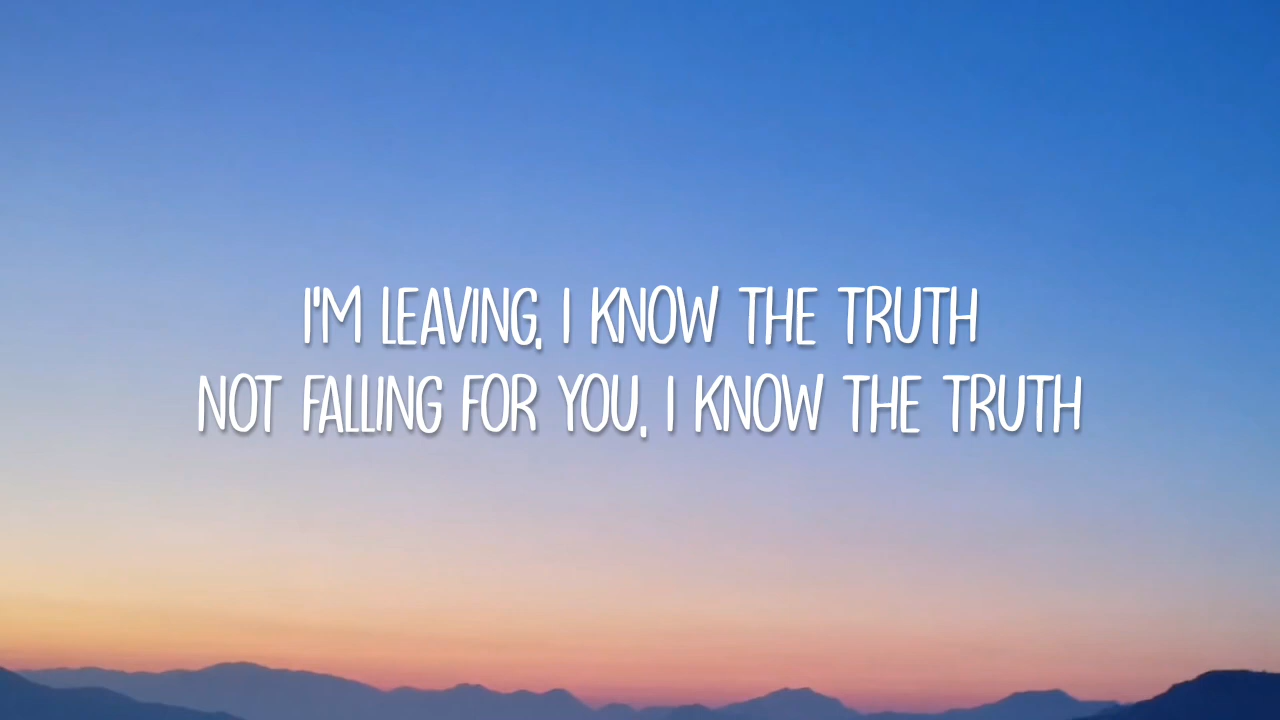 I'M LEAVING, I KNOW THE TRUTH
NOT FALLING FOR YOU, I KNOW THE TRUTH